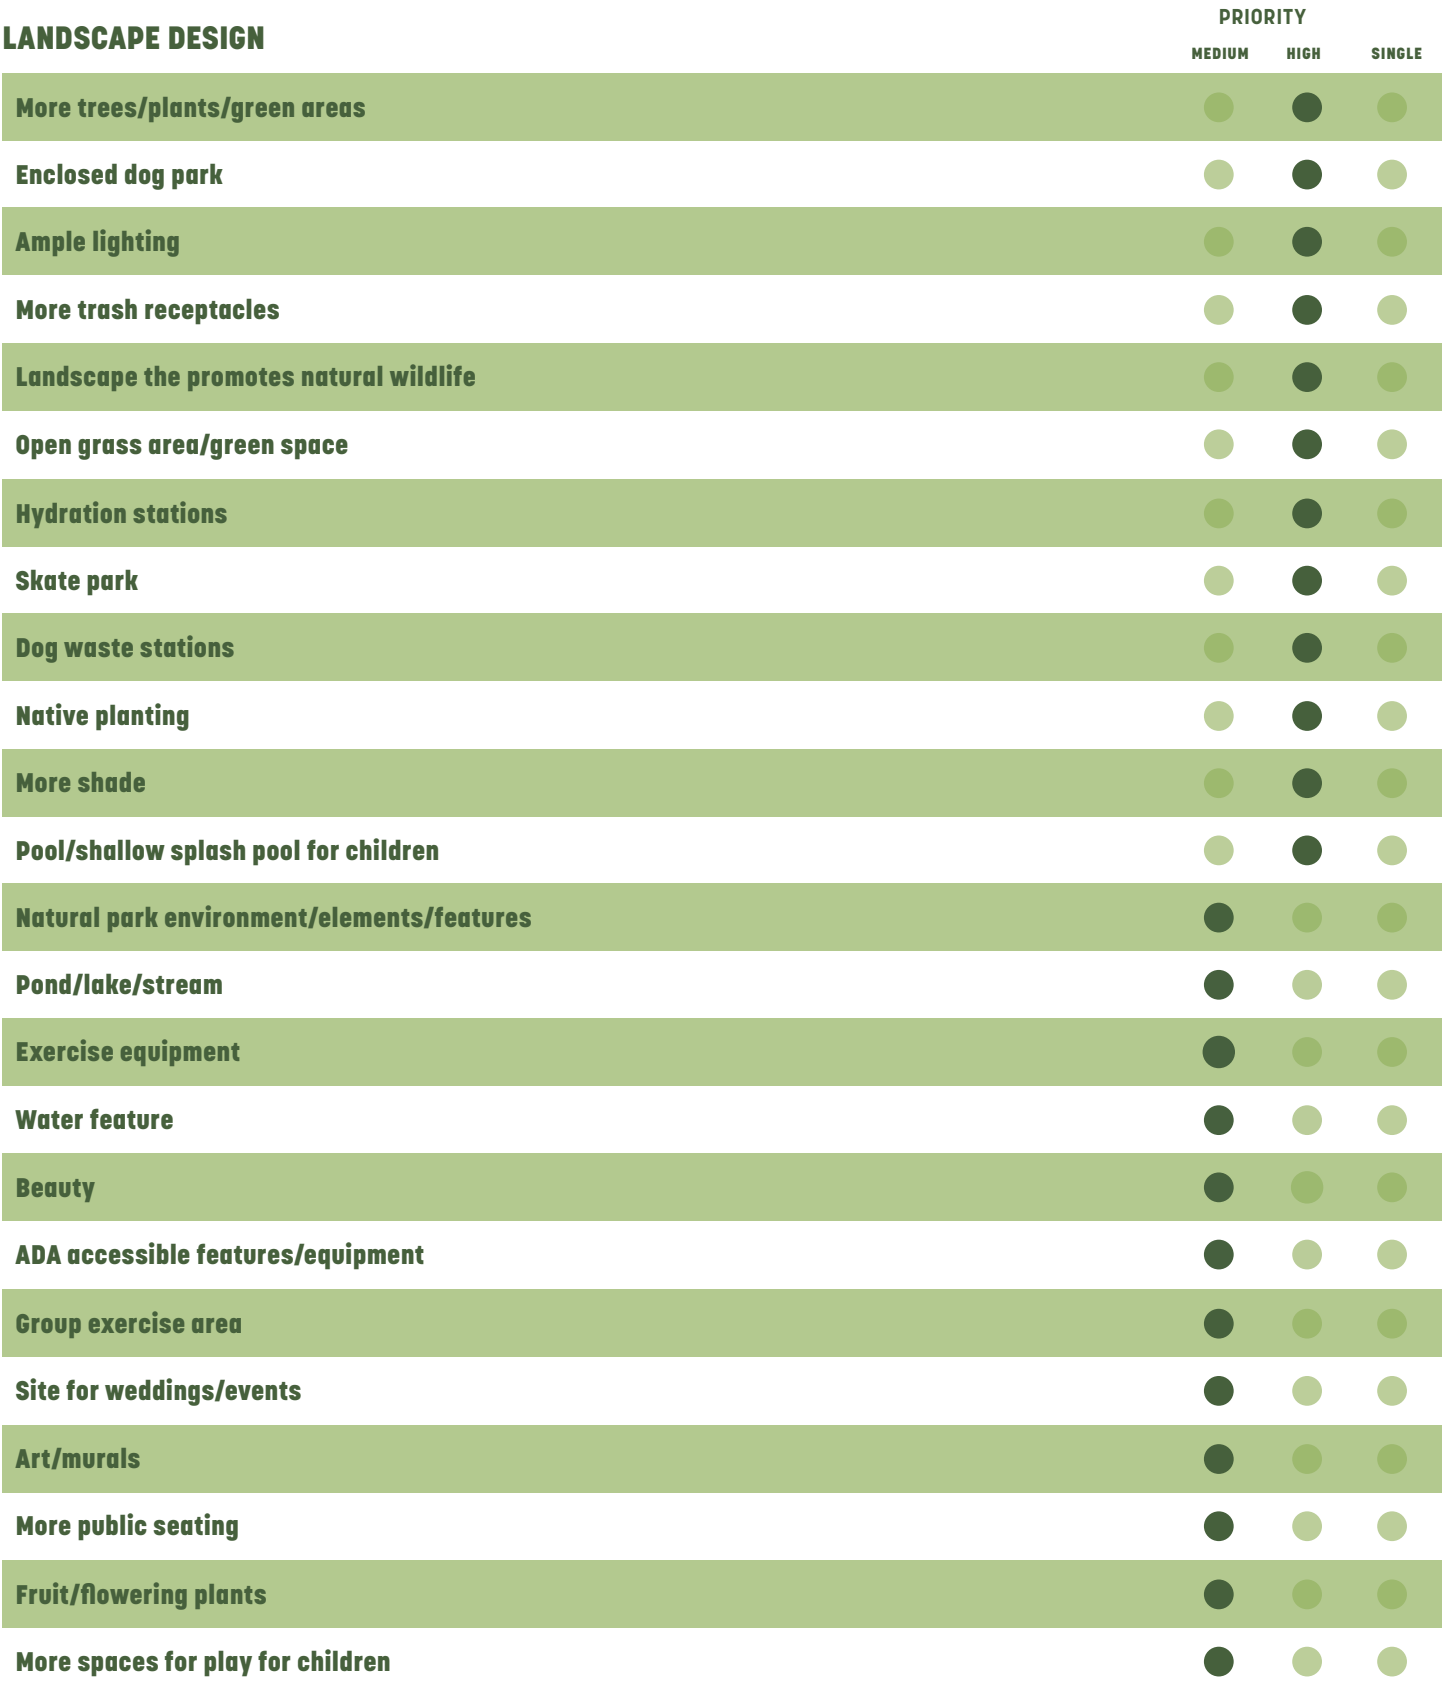 PRIORITY
LANDSCAPE DESIGN
MEDIUM HIGH SINGLE
More trees/plants/green areas
Enclosed dog park
Ample lighting
More trash receptacles
Landscape the promotes natural wildlife
Open grass area/green space
Hydration stations
Skate park
Dog waste stations
Native planting
More shade
Pool/shallow splash pool for children
Natural park environment/elements/features
Pond/lake/stream
Exercise equipment
Water feature
Beauty
ADA accessible features/equipment
Group exercise area
Site for weddings/events
Art/murals
More public seating
Fruit/flowering plants
More spaces for play for children